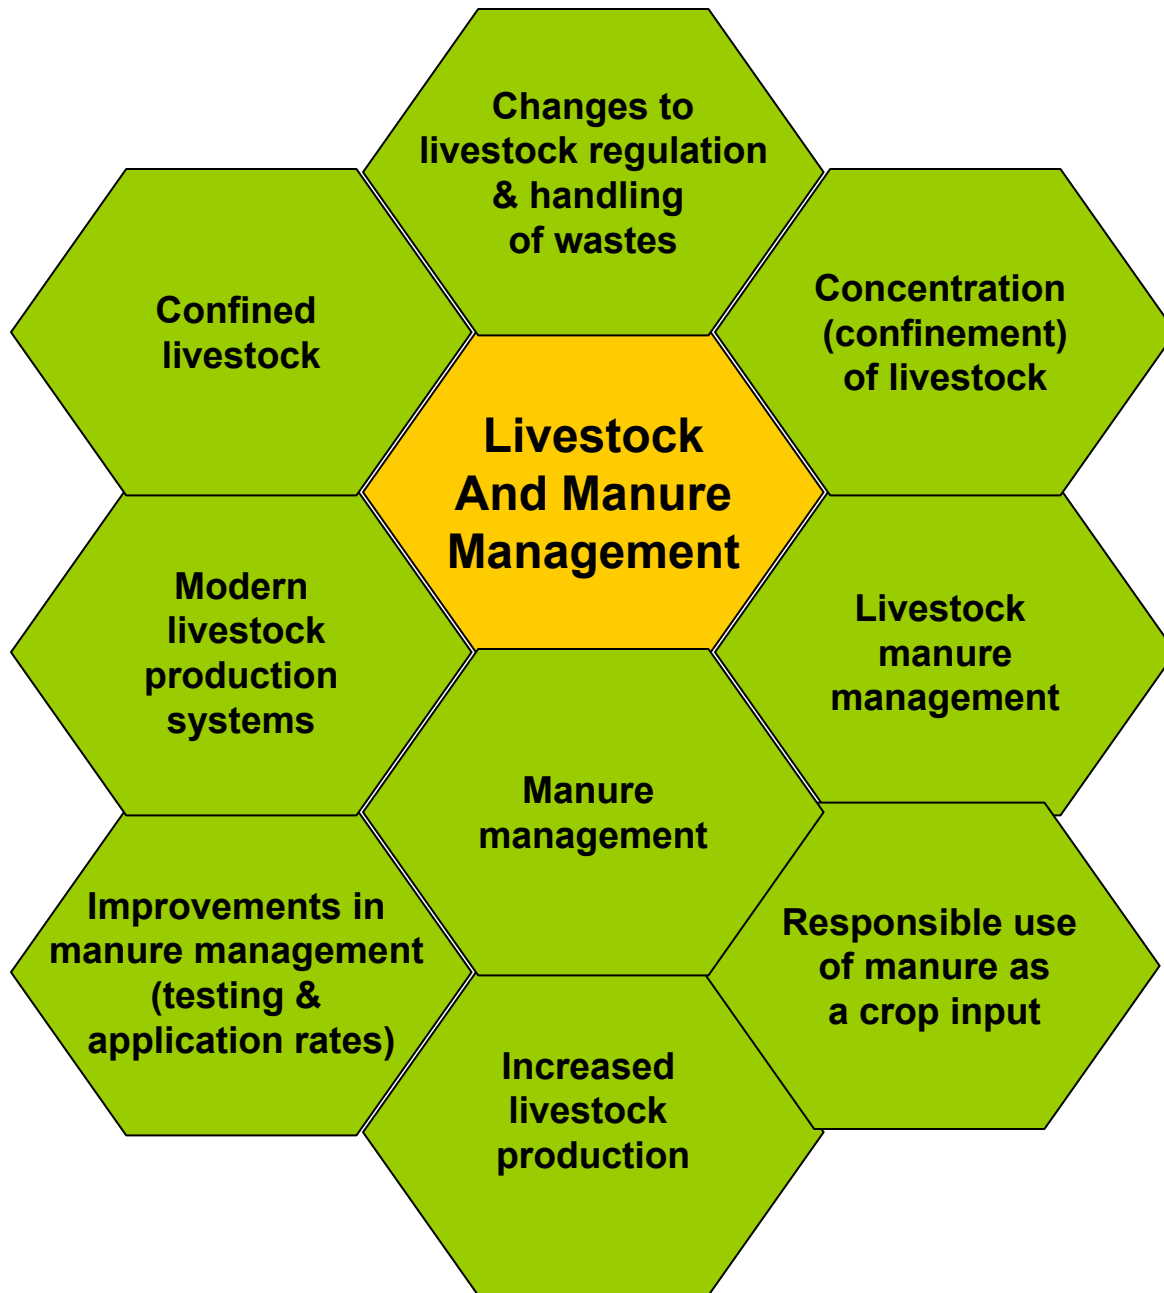 Changes to
livestock regulation
& handling
of wastes
Confined
livestock
Concentration
(confinement)
of livestock
Livestock
And Manure
Management
Modern
livestock
production
systems
Livestock
manure
management
Manure
management
Improvements in
manure management
(testing &
application rates)
Responsible use
of manure as
a crop input
Increased
livestock
production